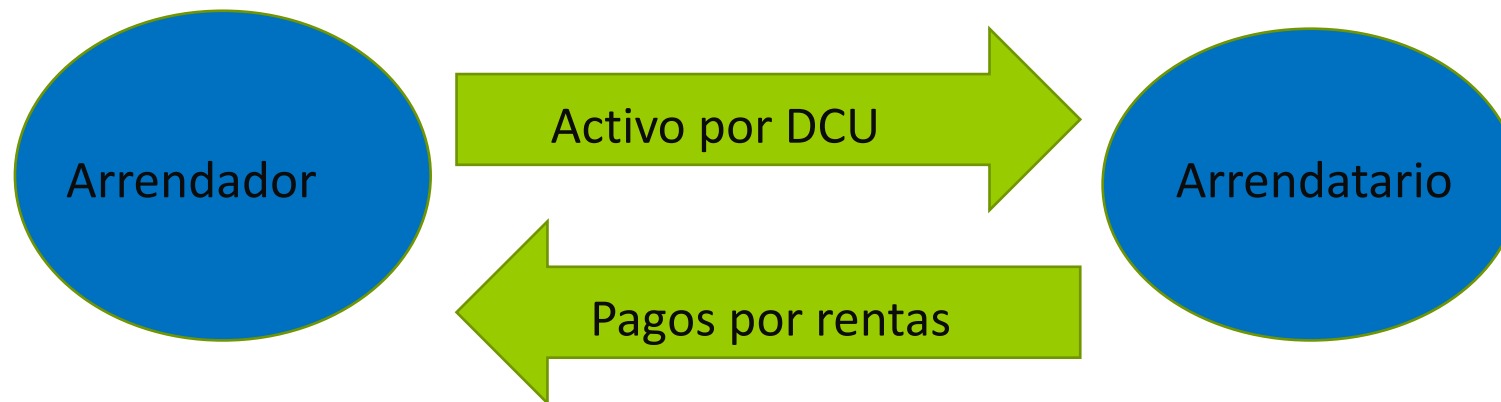 Arrendador
Activo por DCU
Arrendatario
Pagos por rentas